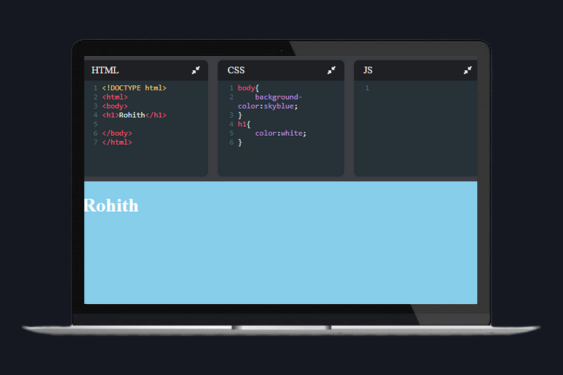 HTML
1 <!DOCTYPE html>
2 <html>
3 <body>
4 <h1>Rohith</h1>
5
6 </body>
7 </html>
CSS
1 body{
2     background-
color:skyblue;
3 }
4 h1{
5     color:white;
6 }
JS
1
Rohith